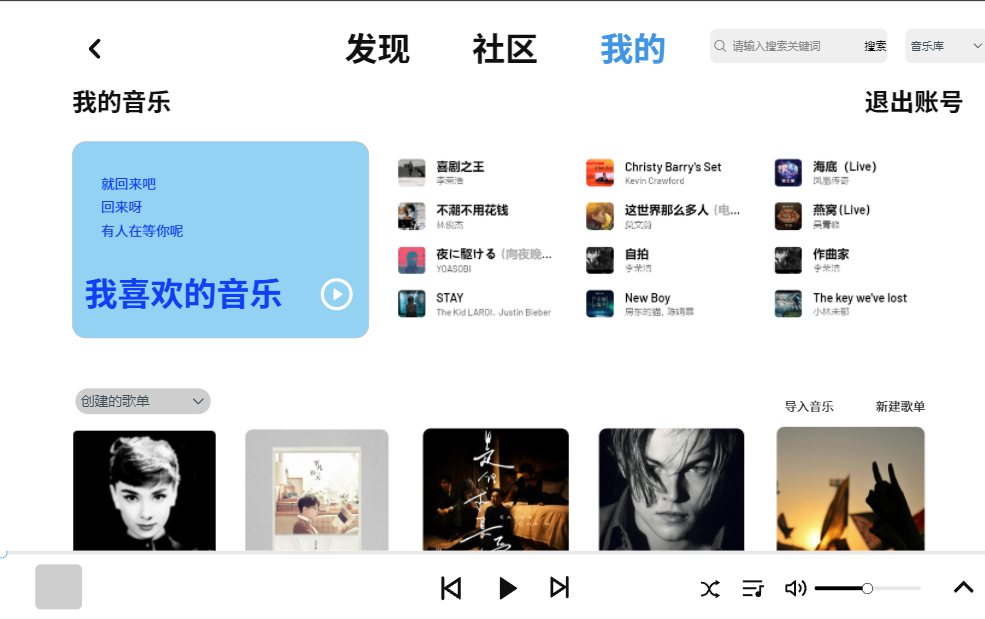 发现 社区 我的 请输入搜索关键词 搜索 音乐库
我的音乐 退出账号
就回来吧
回来呀
有人在等你呢
我喜欢的音乐
喜剧之王
李荣浩
Christy Barry's Set
Kevin Crawford
海底（Live）
凤凰传奇
不潮不用花钱
林俊杰
这世界那么多人（电...
莫文蔚
燕窝(Live)
吴青峰
夜に駆ける（向夜晚...
YOASOBI
自拍
李荣浩
作曲家
李荣浩
STAY
The Kid LAROI, Justin Bieber
New Boy
房东的猫, 陈婧霏
The key we've lost
小林未郁
创建的歌单 导入音乐 新建歌单